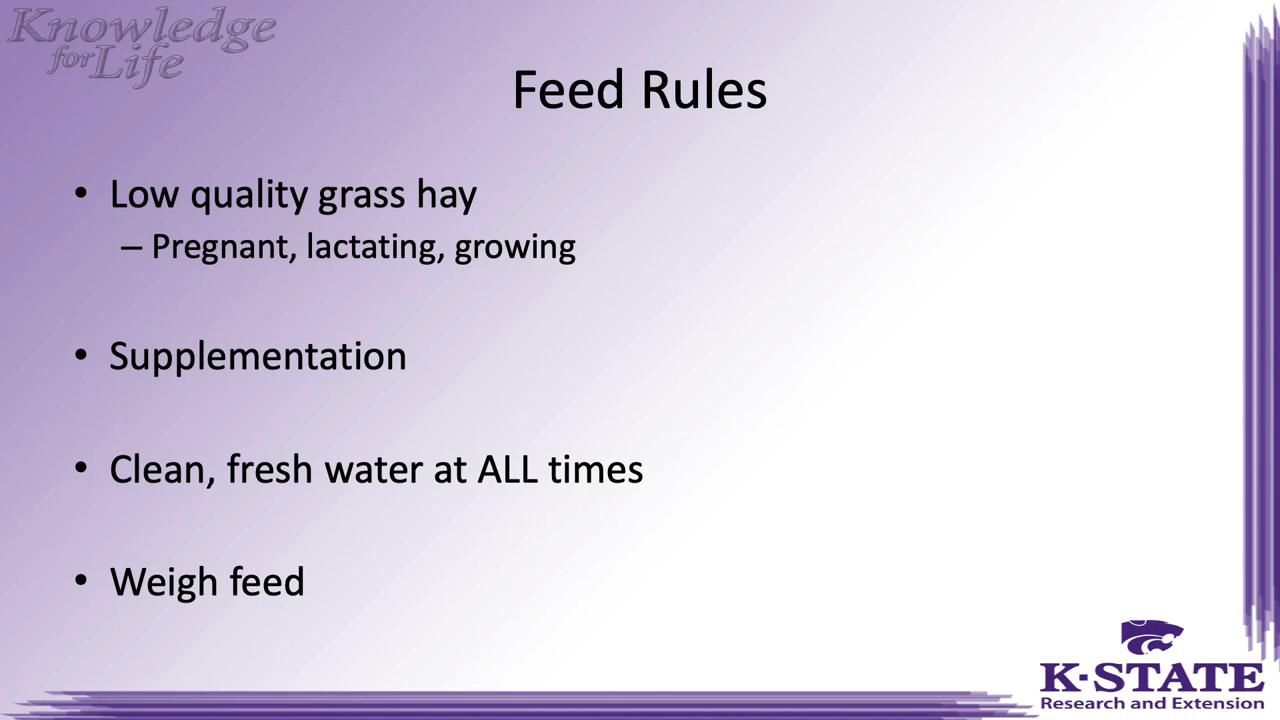 Knowledge
for Life
Feed Rules
• Low quality grass hay
– Pregnant, lactating, growing
• Supplementation
• Clean, fresh water at ALL times
• Weigh feed
K-STATE
Research and Extension